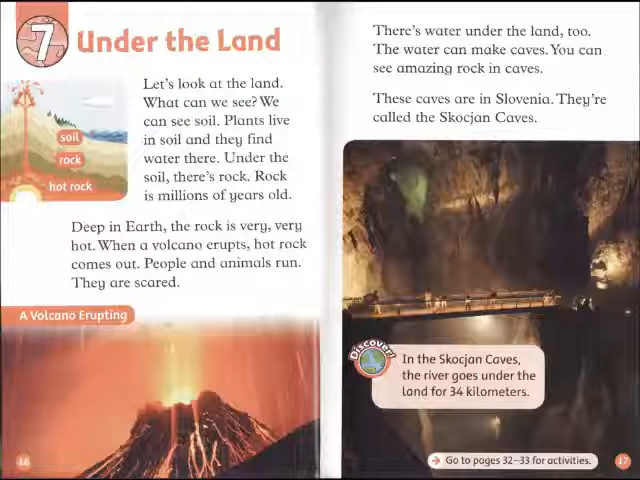 7 Under the Land
Let's look at the land.
What can we see? We
can see soil. Plants live
in soil and they find
water there. Under the
soil, there's rock. Rock
is millions of years old.
soil
rock
hot rock
Deep in Earth, the rock is very, very
hot. When a volcano erupts, hot rock
comes out. People and animals run.
They are scared.
A Volcano Erupting
16
There's water under the land, too.
The water can make caves. You can
see amazing rock in caves.
These caves are in Slovenia. They're
called the Skocjan Caves.
Discover!
In the Skocjan Caves,
the river goes under the
land for 34 kilometers.
Go to pages 32–33 for activities.
17